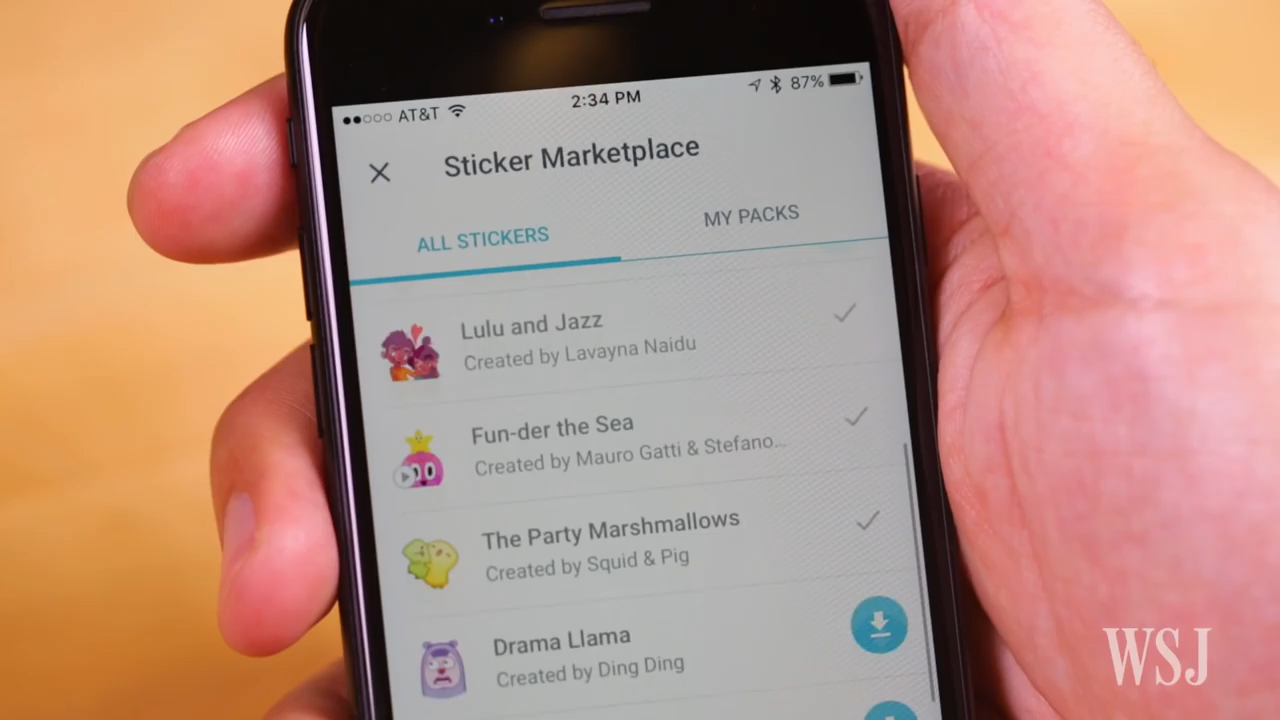 AT&T 2:34 PM 87%
Sticker Marketplace
ALL STICKERS MY PACKS
Lulu and Jazz
Created by Lavayna Naidu
Fun-der the Sea
Created by Mauro Gatti & Stefano...
The Party Marshmallows
Created by Squid & Pig
Drama Llama
Created by Ding Ding
WSJ